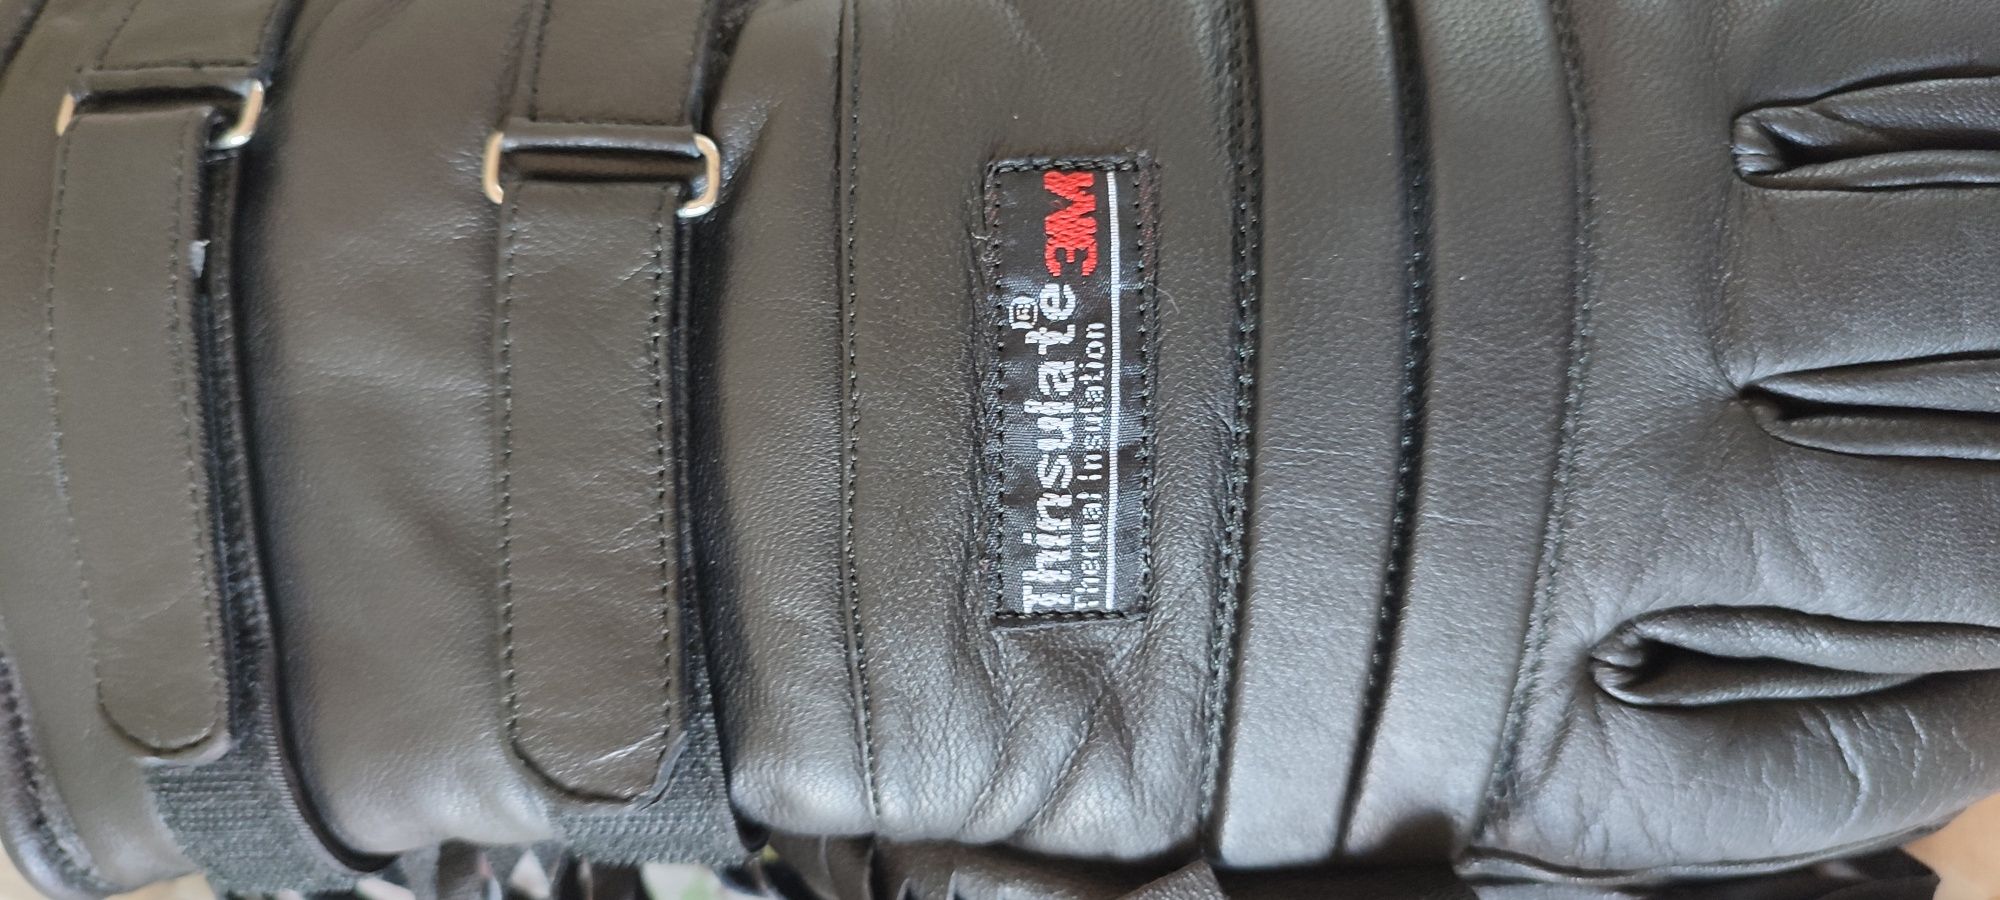 Thinsulate® 3M
Thermal Insulation